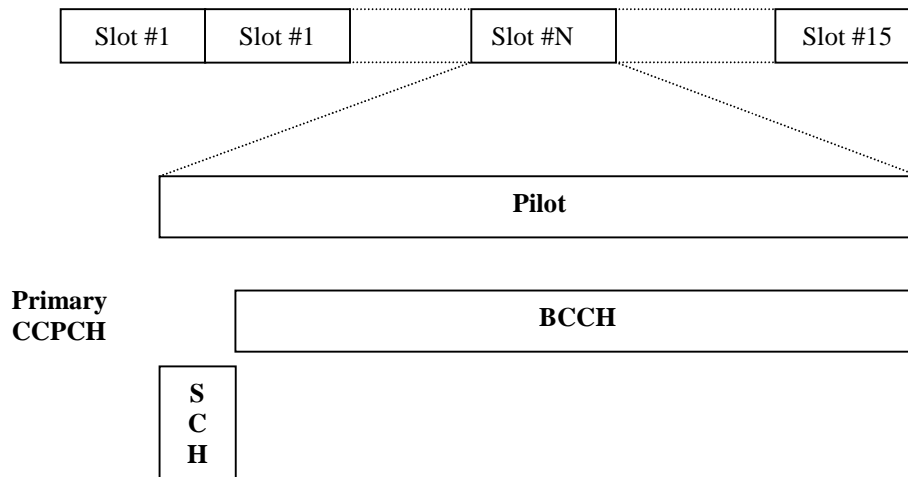 Slot #1 Slot #1 Slot #N Slot #15
Pilot
Primary
CCPCH
BCCH
S
C
H